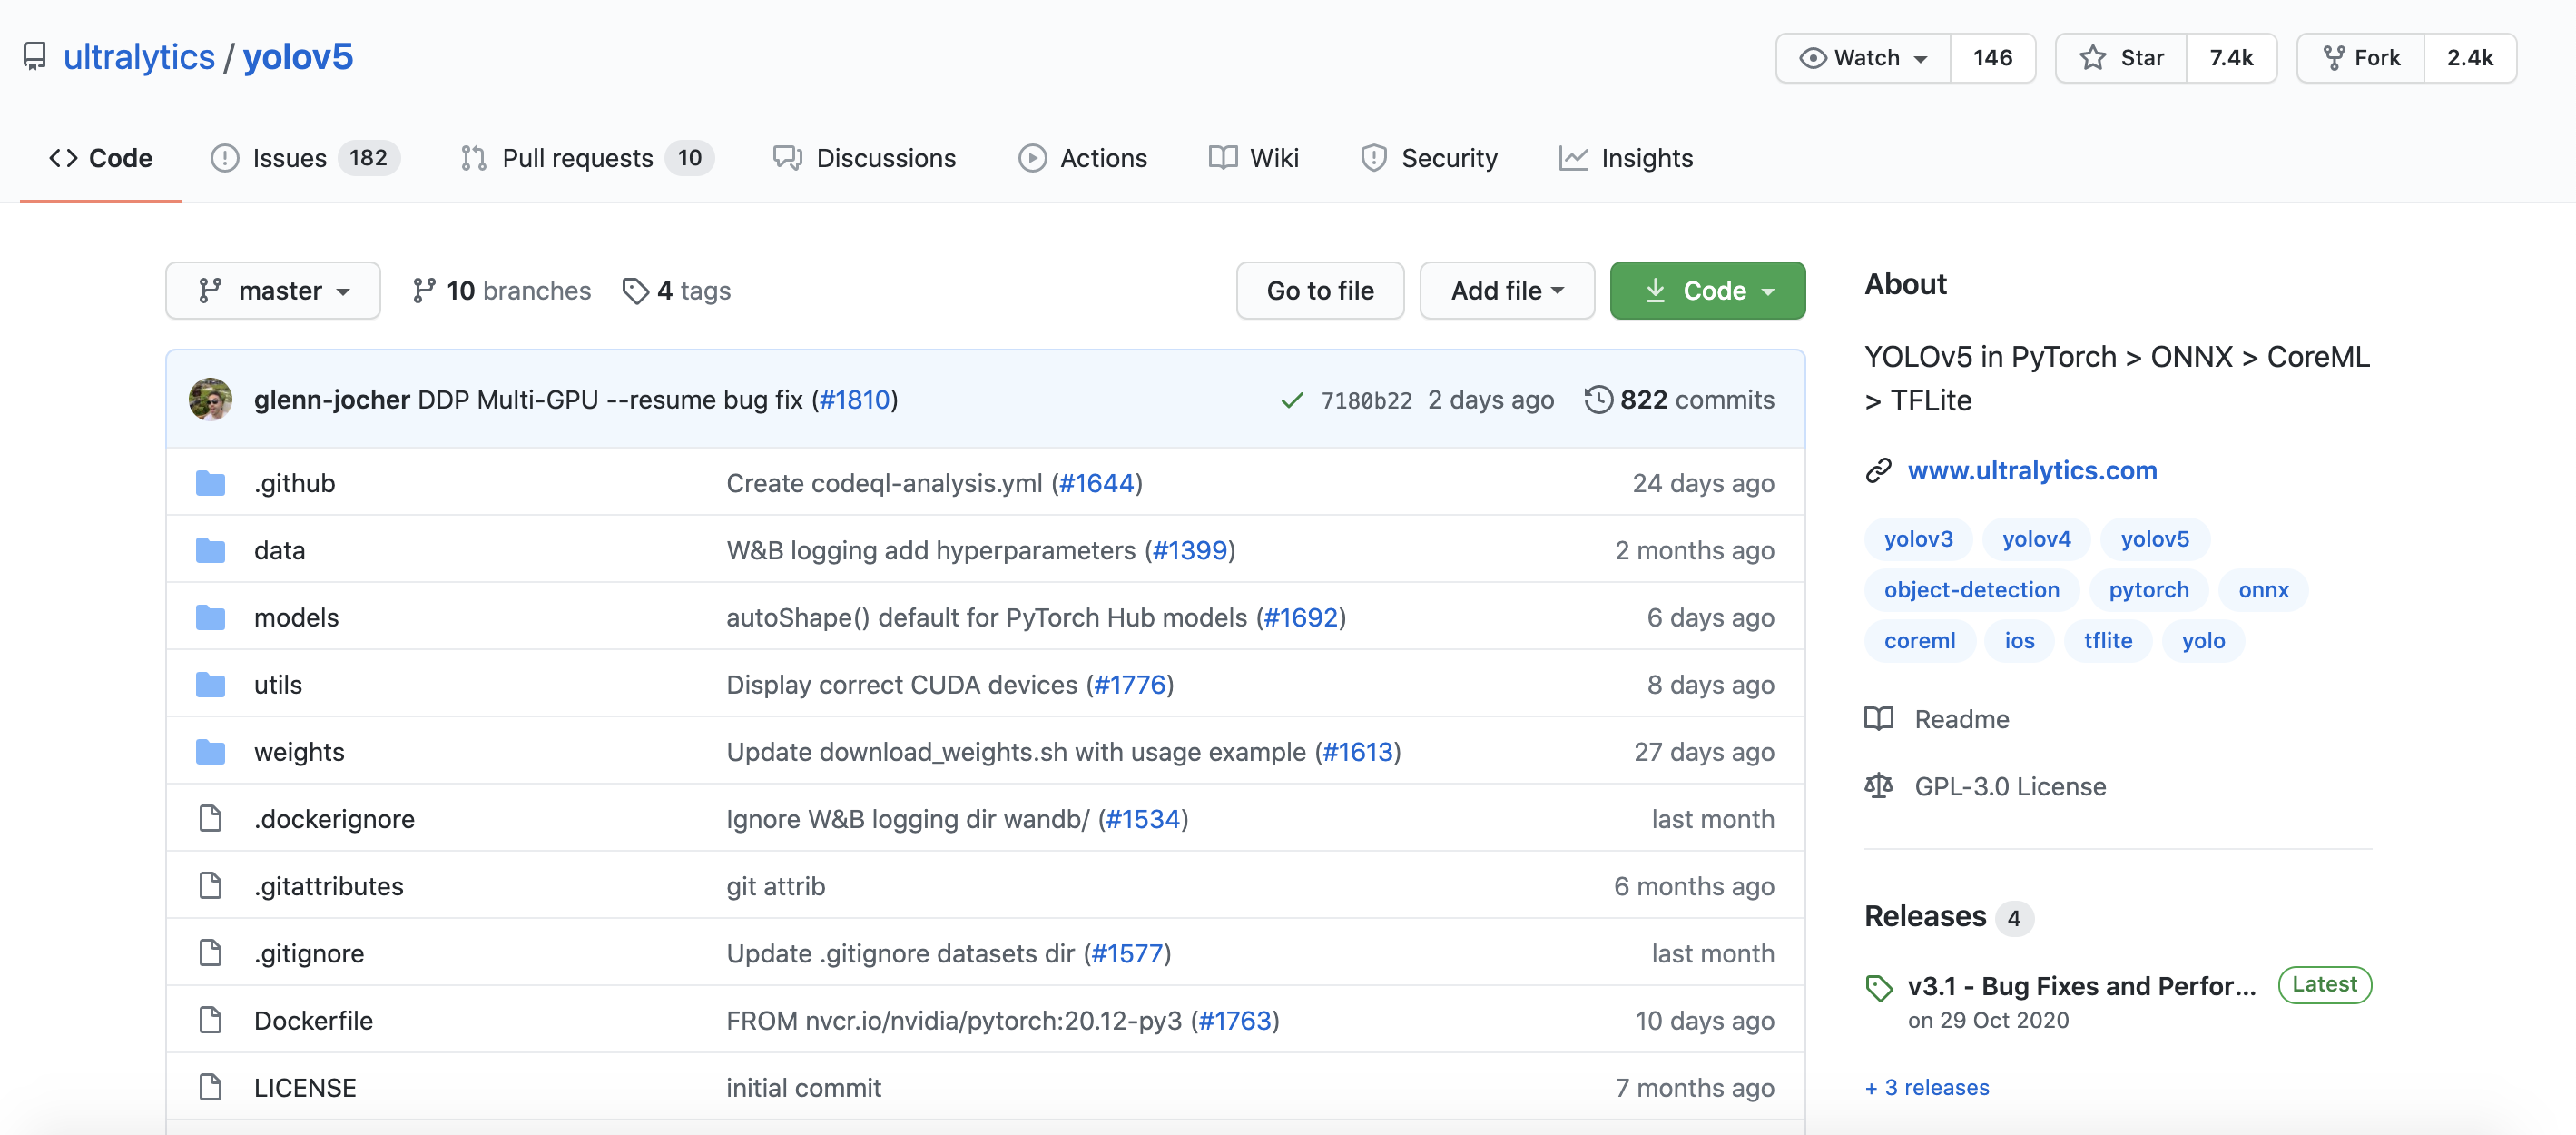 ultralytics / yolov5
Watch 146 Star 7.4k Fork 2.4k
Code Issues 182 Pull requests 10 Discussions Actions Wiki Security Insights
master 10 branches 4 tags Go to file Add file Code
glenn-jocher DDP Multi-GPU --resume bug fix (#1810) 7180b22 2 days ago 822 commits
.github Create codeql-analysis.yml (#1644) 24 days ago
data W&B logging add hyperparameters (#1399) 2 months ago
models autoShape() default for PyTorch Hub models (#1692) 6 days ago
utils Display correct CUDA devices (#1776) 8 days ago
weights Update download_weights.sh with usage example (#1613) 27 days ago
.dockerignore Ignore W&B logging dir wandb/ (#1534) last month
.gitattributes git attrib 6 months ago
.gitignore Update .gitignore datasets dir (#1577) last month
Dockerfile FROM nvcr.io/nvidia/pytorch:20.12-py3 (#1763) 10 days ago
LICENSE initial commit 7 months ago
About
YOLOv5 in PyTorch > ONNX > CoreML
> TFLite
www.ultralytics.com
yolov3 yolov4 yolov5
object-detection pytorch onnx
coreml ios tflite yolo
Readme
GPL-3.0 License
Releases 4
v3.1 - Bug Fixes and Perfor... Latest
on 29 Oct 2020
+ 3 releases